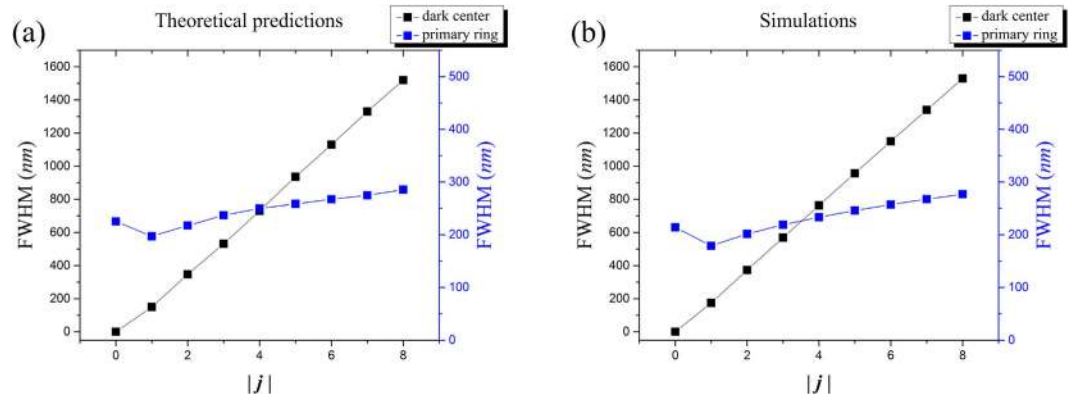 (a)
Theoretical predictions
dark center
primary ring
FWHM (nm)
1600
1400
1200
1000
800
600
400
200
0
500
400
300
200
100
0
FWHM (nm)
0 2 4 6 8
|j|
(b)
Simulations
dark center
primary ring
FWHM (nm)
1600
1400
1200
1000
800
600
400
200
0
500
400
300
200
100
0
FWHM (nm)
0 2 4 6 8
|j|